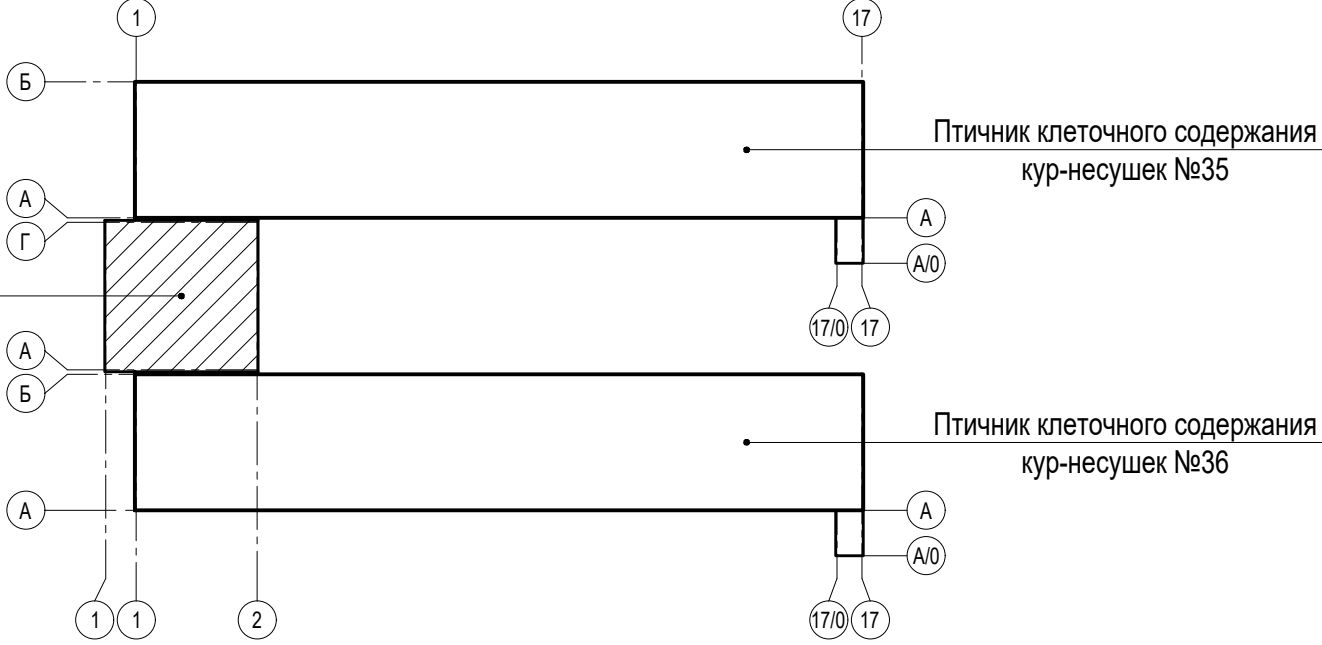 1
17
Б
Птичник клеточного содержания
кур-несушек №35
А
А
Г
А/0
17/0
17
А
Б
Птичник клеточного содержания
кур-несушек №36
А
А
А/0
1
1
2
17/0
17